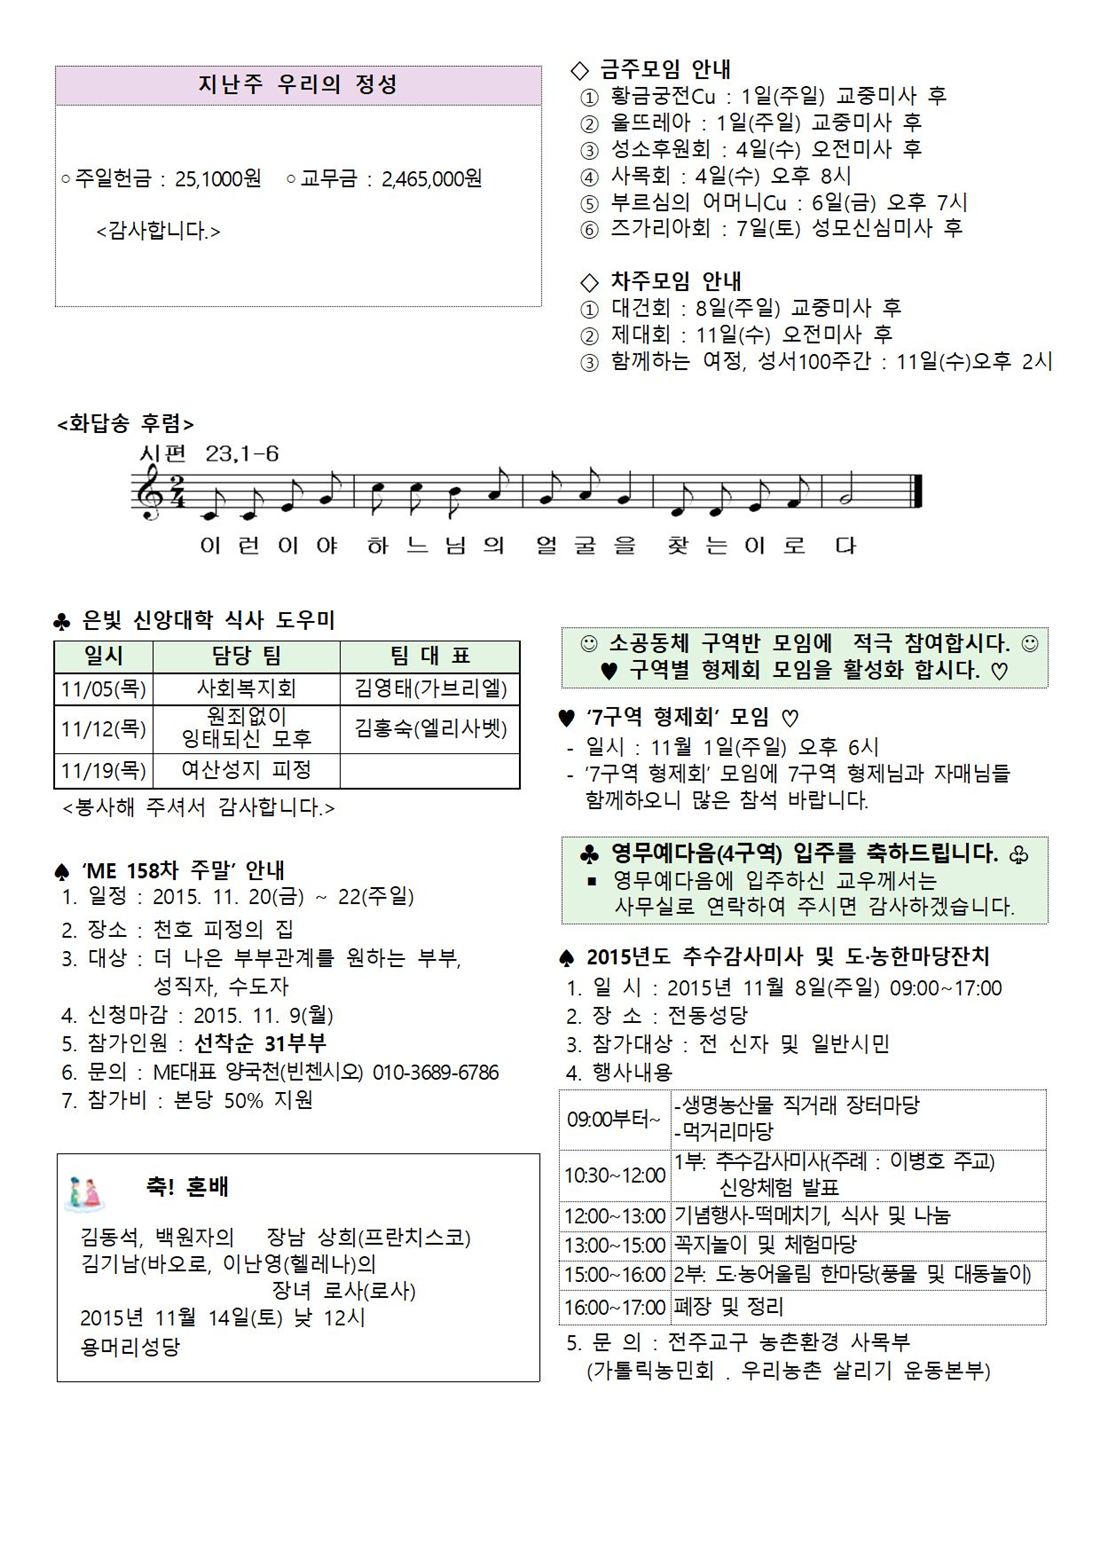 지난주 우리의 정성
○ 주일헌금 : 25,1000원 ○ 교무금 : 2,465,000원
<감사합니다.>
◇ 금주모임 안내
① 황금궁전Cu : 1일(주일) 교중미사 후
② 울뜨레아 : 1일(주일) 교중미사 후
③ 성소후원회 : 4일(수) 오전미사 후
④ 사목회 : 4일(수) 오후 8시
⑤ 부르심의 어머니Cu : 6일(금) 오후 7시
⑥ 즈가리아회 : 7일(토) 성모신심미사 후
◇ 차주모임 안내
① 대건회 : 8일(주일) 교중미사 후
② 제대회 : 11일(수) 오전미사 후
③ 함께하는 여정, 성서100주간 : 11일(수)오후 2시
<화답송 후렴>
시편 23,1-6
이 런 이 야 하 느 님 의 얼 굴 을 찾 는 이 로 다
♣ 은빛 신앙대학 식사 도우미
일시 담당 팀 팀 대 표
11/05(목) 사회복지회 김영태(가브리엘)
11/12(목) 원죄없이 잉태되신 모후 김홍숙(엘리사벳)
11/19(목) 여산성지 피정
<봉사해 주셔서 감사합니다.>
♠ ‘ME 158차 주말’ 안내
1. 일정 : 2015. 11. 20(금) ~ 22(주일)
2. 장소 : 천호 피정의 집
3. 대상 : 더 나은 부부관계를 원하는 부부,
성직자, 수도자
4. 신청마감 : 2015. 11. 9(월)
5. 참가인원 : 선착순 31부부
6. 문의 : ME대표 양국천(빈첸시오) 010-3689-6786
7. 참가비 : 본당 50% 지원
축! 혼배
김동석, 백원자의 장남 상희(프란치스코)
김기남(바오로, 이난영(헬레나)의
장녀 로사(로사)
2015년 11월 14일(토) 낮 12시
용머리성당
☺ 소공동체 구역반 모임에 적극 참여합시다. ☺
♥ 구역별 형제회 모임을 활성화 합시다. ♡
♥ ‘7구역 형제회’ 모임 ♡
- 일시 : 11월 1일(주일) 오후 6시
- ‘7구역 형제회’ 모임에 7구역 형제님과 자매님들
함께하오니 많은 참석 바랍니다.
♣ 영무예다음(4구역) 입주를 축하드립니다. ♧
▪ 영무예다음에 입주하신 교우께서는
사무실로 연락하여 주시면 감사하겠습니다.
♠ 2015년도 추수감사미사 및 도·농한마당잔치
1. 일 시 : 2015년 11월 8일(주일) 09:00~17:00
2. 장 소 : 전동성당
3. 참가대상 : 전 신자 및 일반시민
4. 행사내용
09:00부터~ -생명농산물 직거래 장터마당
-먹거리마당
10:30~12:00 1부: 추수감사미사(주례 : 이병호 주교)
신앙체험 발표
12:00~13:00 기념행사-떡메치기, 식사 및 나눔
13:00~15:00 꼭지놀이 및 체험마당
15:00~16:00 2부: 도·농어울림 한마당(풍물 및 대동놀이)
16:00~17:00 폐장 및 정리
5. 문 의 : 전주교구 농촌환경 사목부
(가톨릭농민회 . 우리농촌 살리기 운동본부)